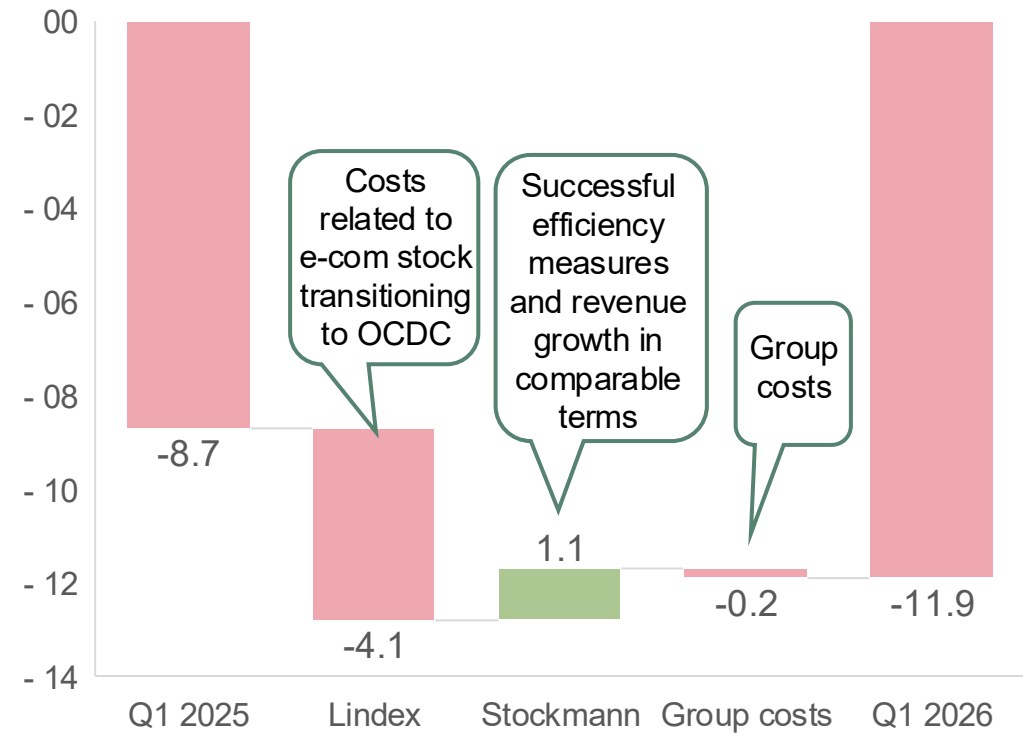 00
- 02
- 04
- 06
- 08
- 10
- 12
- 14
Costs
related to
e-com stock
transitioning
to OCDC
Successful
efficiency
measures
and revenue
growth in
comparable
terms
Group
costs
-8.7
-4.1
1.1
-0.2
-11.9
Q1 2025
Lindex
Stockmann
Group costs
Q1 2026